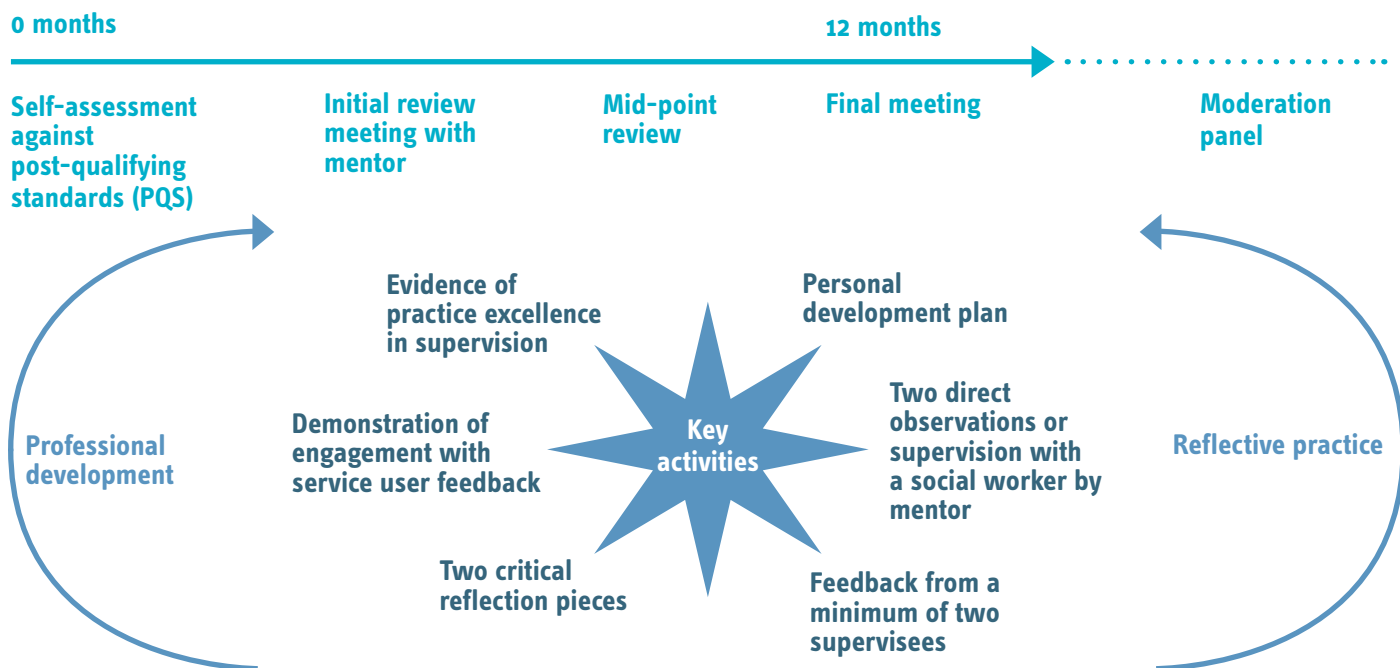 0 months
12 months
Self-assessment
against
post-qualifying
standards (PQS)
Initial review
meeting with
mentor
Mid-point
review
Final meeting
Moderation
panel
Evidence of
practice excellence
in supervision
Personal
development plan
Professional
development
Demonstration of
engagement with
service user feedback
Key
activities
Two direct
observations or
supervision with
a social worker by
mentor
Reflective practice
Two critical
reflection pieces
Feedback from a
minimum of two
supervisees